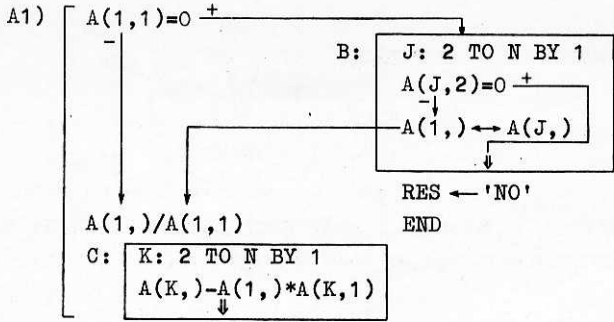 A1) A(1,1)=0 +
−
B: J: 2 TO N BY 1
A(J,2)=0 +
−
A(1,) ↔ A(J,)
⇓
RES ← 'NO'
A(1,)/A(1,1) END
C: K: 2 TO N BY 1
A(K,)−A(1,)*A(K,1)
⇓